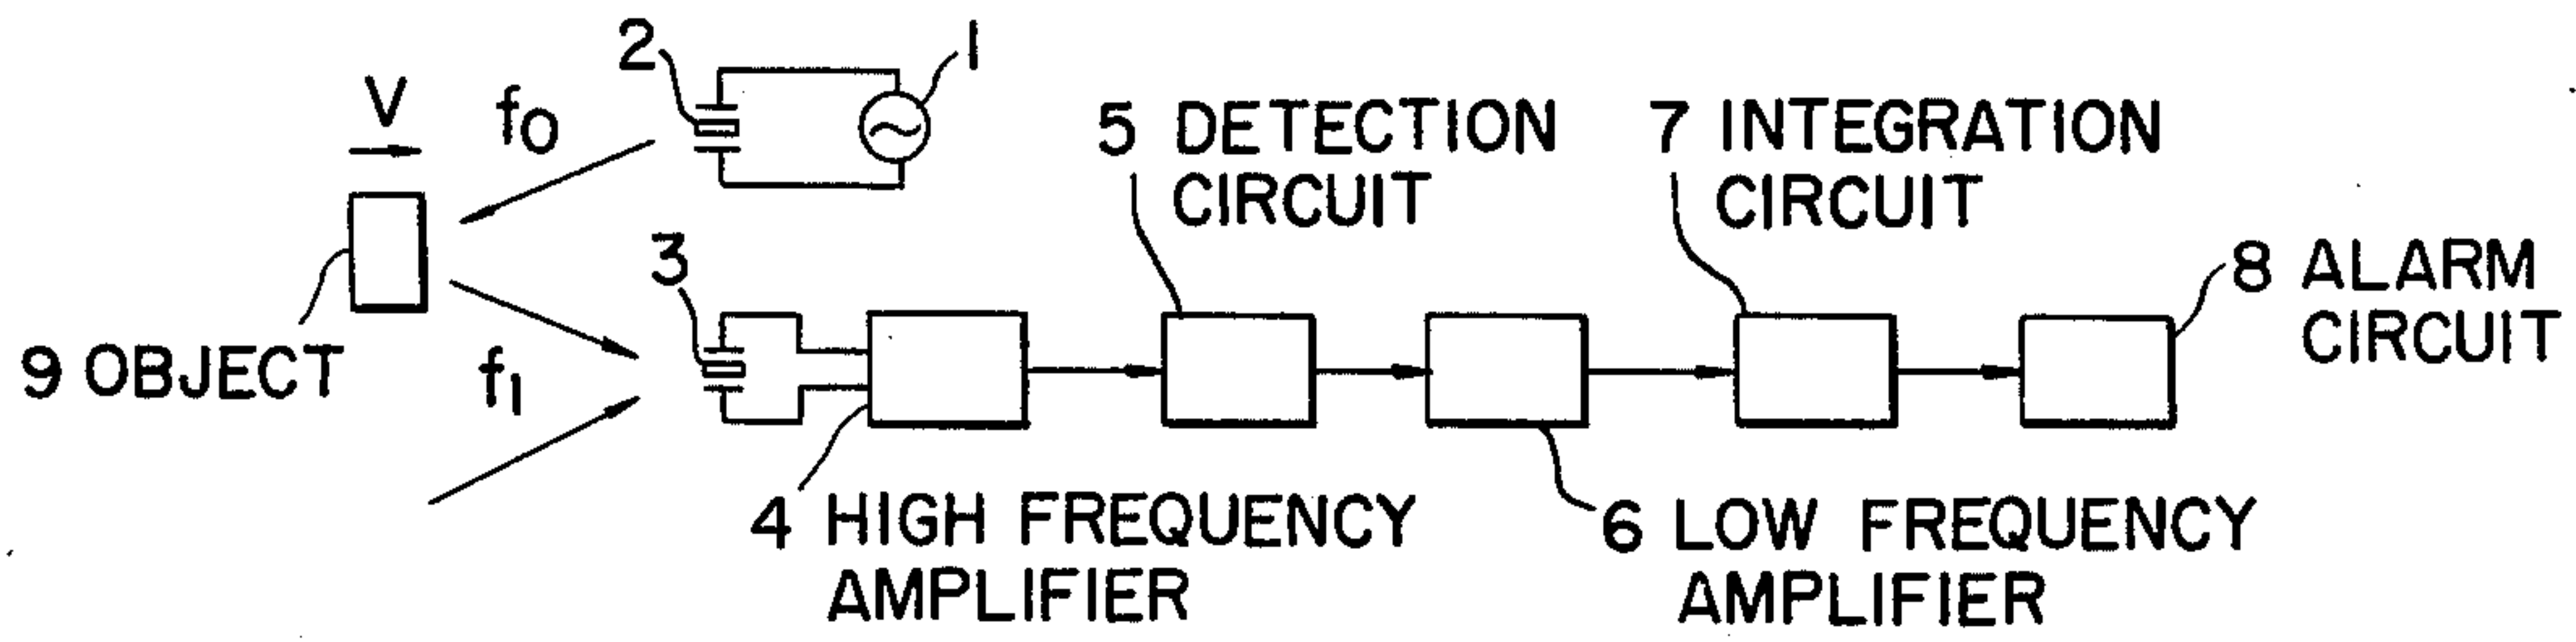 2
1
V
f0
5 DETECTION
CIRCUIT
7 INTEGRATION
CIRCUIT
3
8 ALARM
CIRCUIT
9 OBJECT
f1
4 HIGH FREQUENCY
AMPLIFIER
6 LOW FREQUENCY
AMPLIFIER